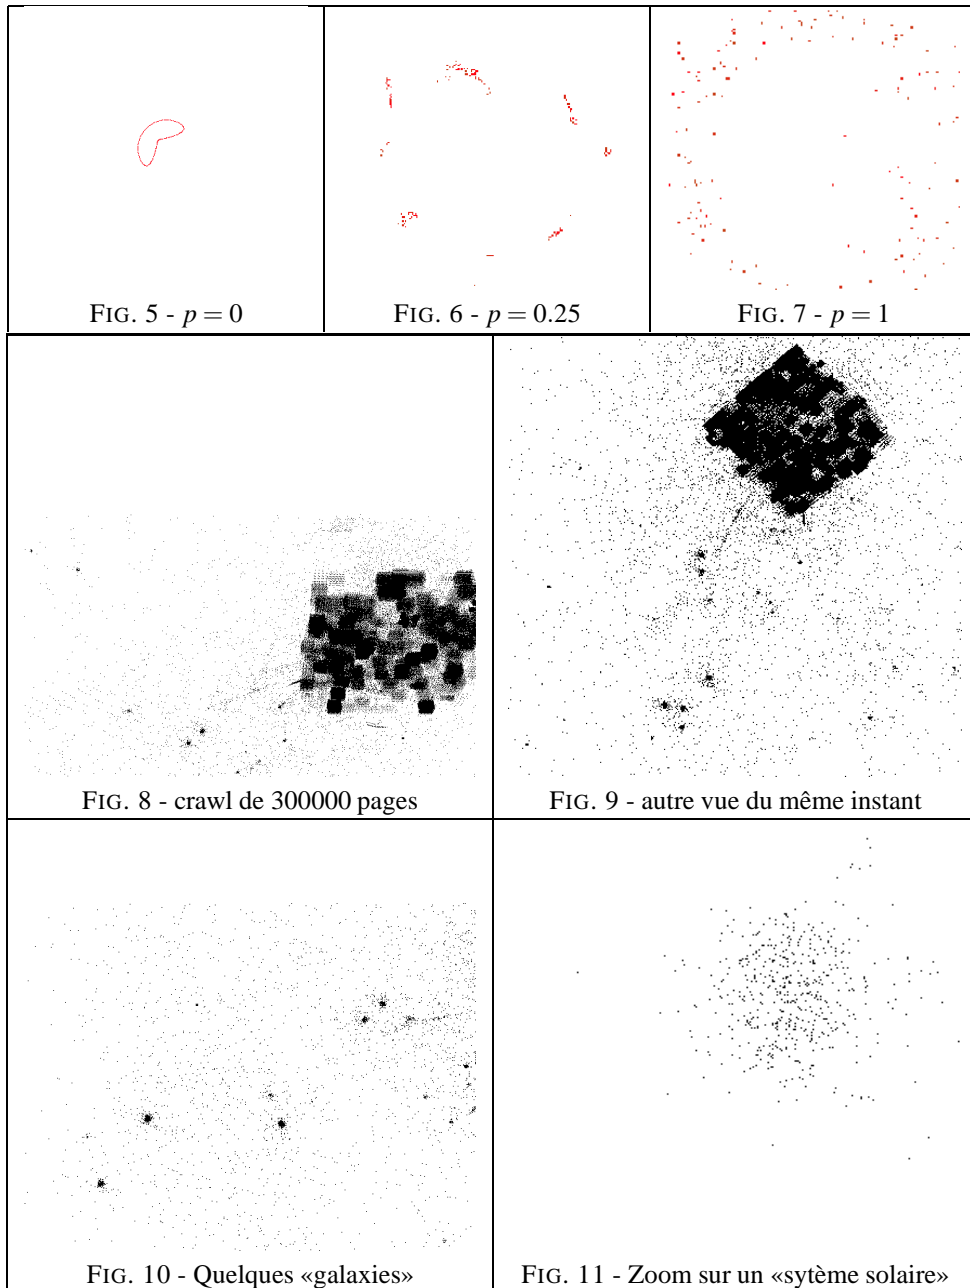 FIG. 5 - p = 0
FIG. 6 - p = 0.25
FIG. 7 - p = 1
FIG. 8 - crawl de 300000 pages
FIG. 9 - autre vue du même instant
FIG. 10 - Quelques «galaxies»
FIG. 11 - Zoom sur un «sytème solaire»